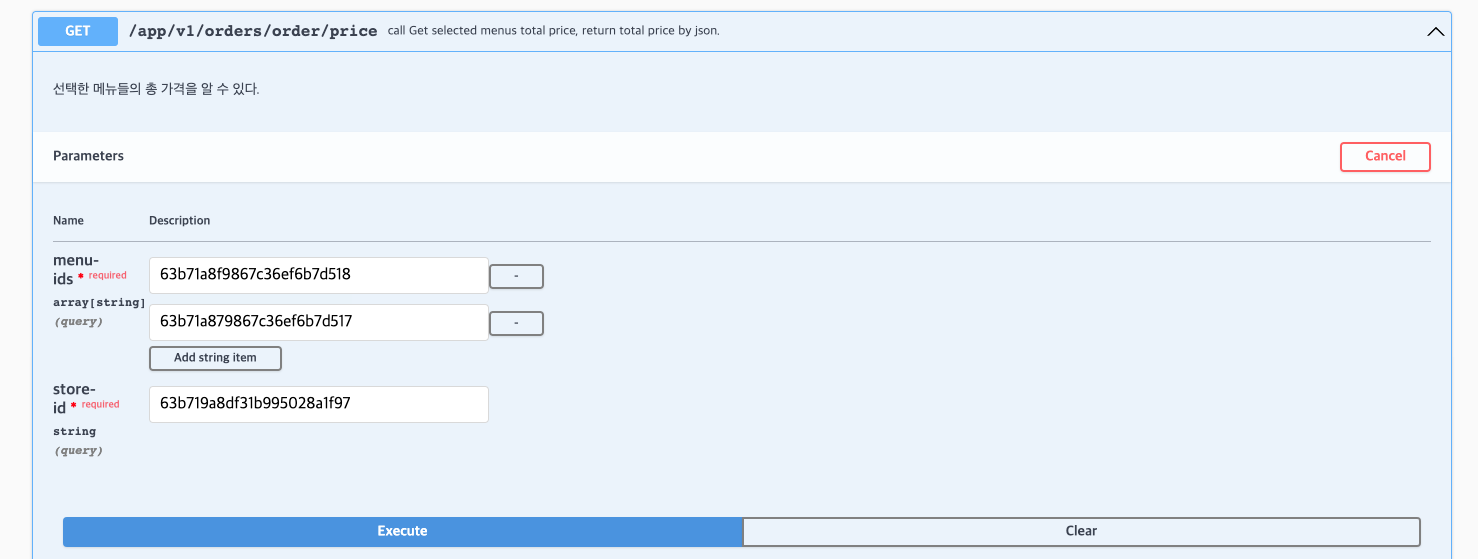 GET /app/v1/orders/order/price call Get selected menus total price, return total price by json.
선택한 메뉴들의 총 가격을 알 수 있다.
Parameters Cancel
Name Description
menu-
ids * required
array[string]
(query)
63b71a8f9867c36ef6b7d518 -
63b71a879867c36ef6b7d517 -
Add string item
store-
id * required
string
(query)
63b719a8df31b995028a1f97
Execute Clear